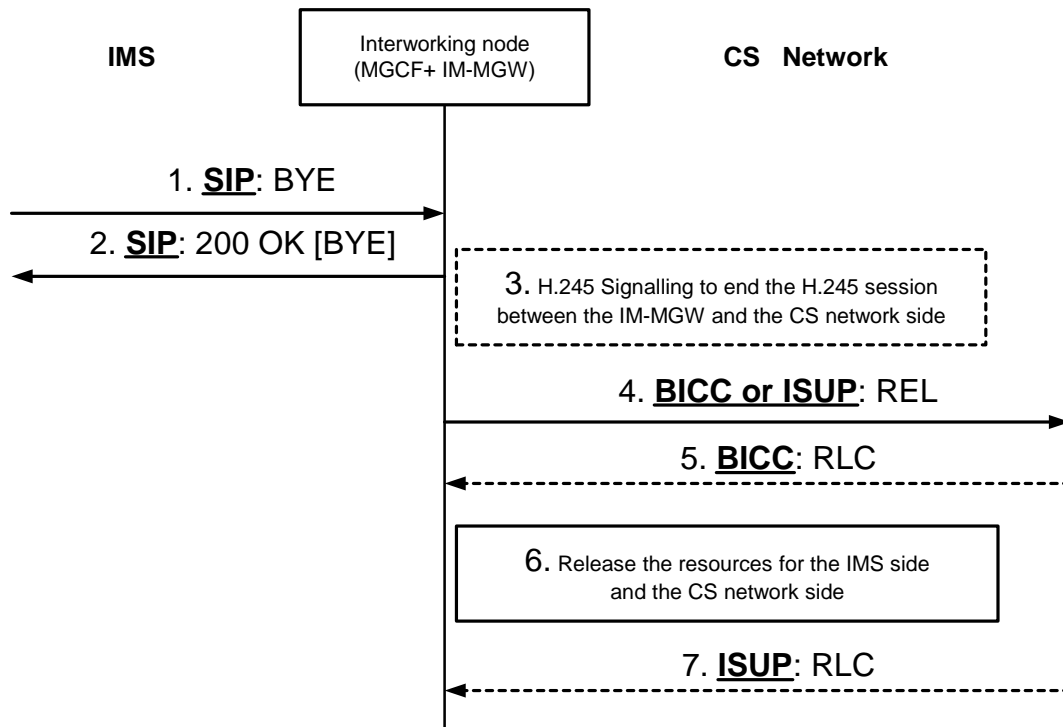 IMS
Interworking node
(MGCF+ IM-MGW)
CS Network
1. SIP: BYE
2. SIP: 200 OK [BYE]
3. H.245 Signalling to end the H.245 session
between the IM-MGW and the CS network side
4. BICC or ISUP: REL
5. BICC: RLC
6. Release the resources for the IMS side
and the CS network side
7. ISUP: RLC